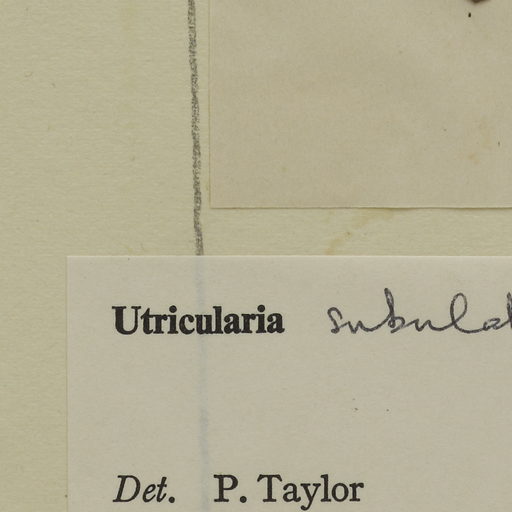 Utricularia subulat
Det. P. Taylor